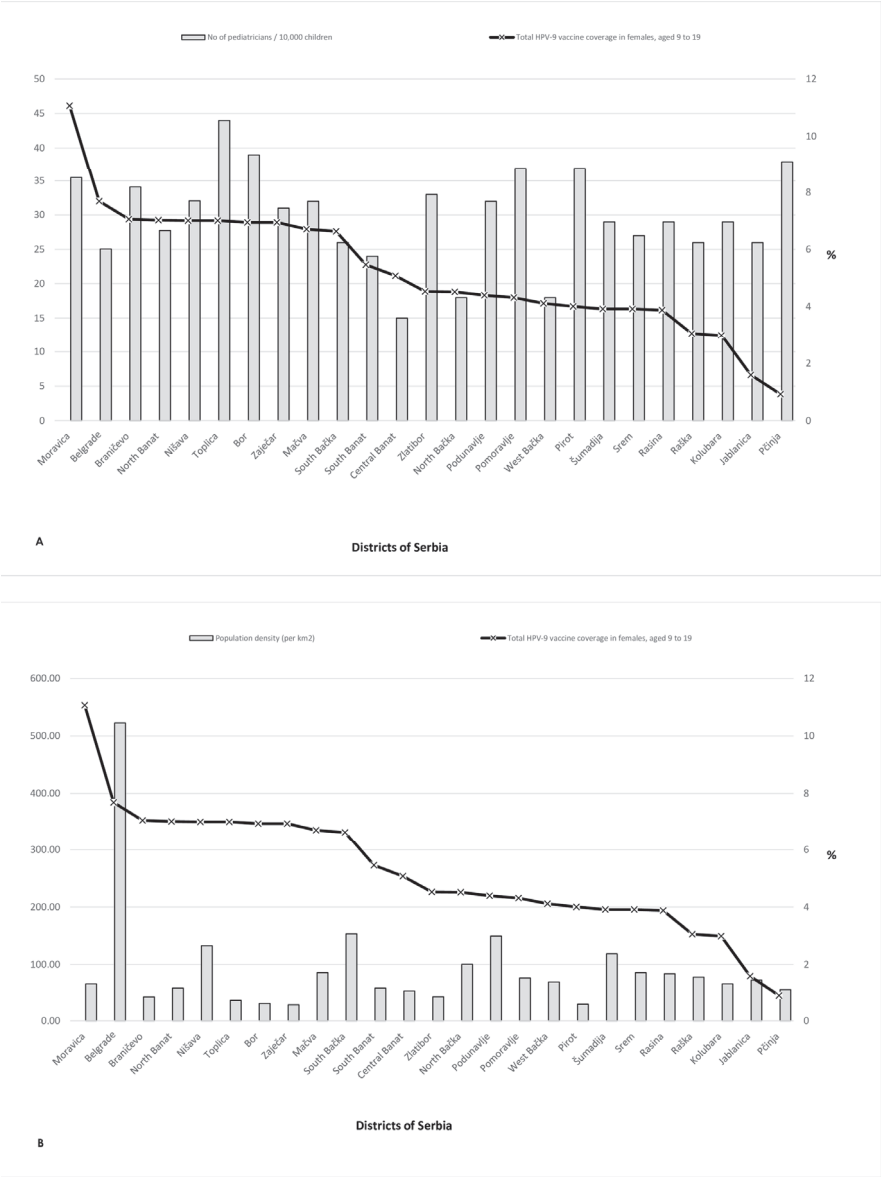 No of pediatricians / 10,000 children
Total HPV-9 vaccine coverage in females, aged 9 to 19
50
45
40
35
30
25
20
15
10
5
0
12
10
8
6
4
2
0
%
Moravica
Belgrade
Braničevo
North Banat
Nišava
Toplica
Bor
Zaječar
Mačva
South Bačka
South Banat
Central Banat
Zlatibor
North Bačka
Podunavlje
Pomoravlje
West Bačka
Pirot
Šumadija
Srem
Rasina
Raška
Kolubara
Jablanica
Pčinja
A
Districts of Serbia
Population density (per km2)
Total HPV-9 vaccine coverage in females, aged 9 to 19
600.00
500.00
400.00
300.00
200.00
100.00
0.00
12
10
8
6
4
2
0
%
Moravica
Belgrade
Braničevo
North Banat
Nišava
Toplica
Bor
Zaječar
Mačva
South Bačka
South Banat
Central Banat
Zlatibor
North Bačka
Podunavlje
Pomoravlje
West Bačka
Pirot
Šumadija
Srem
Rasina
Raška
Kolubara
Jablanica
Pčinja
Districts of Serbia
B